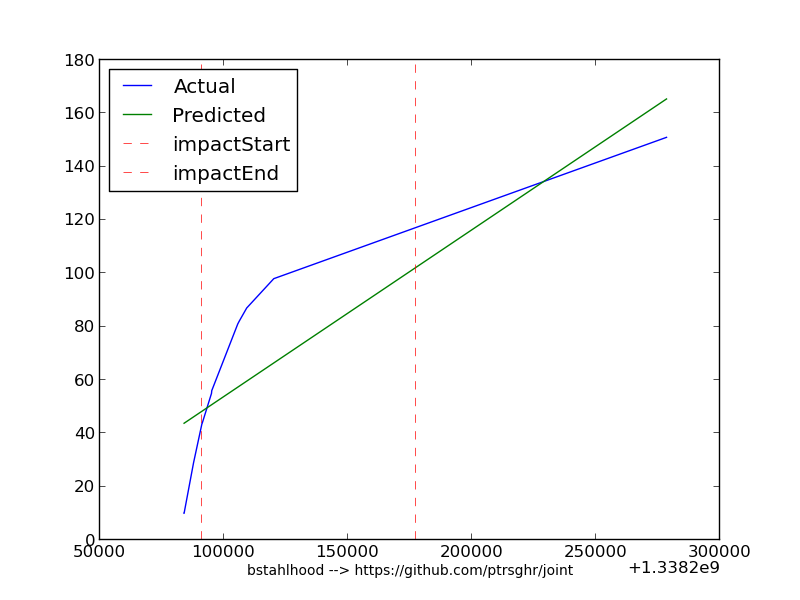 180
160
140
120
100
80
60
40
20
0
Actual
Predicted
impactStart
impactEnd
50000 100000 150000 200000 250000 300000
bstahlhood --> https://github.com/ptrsghr/joint +1.3382e9